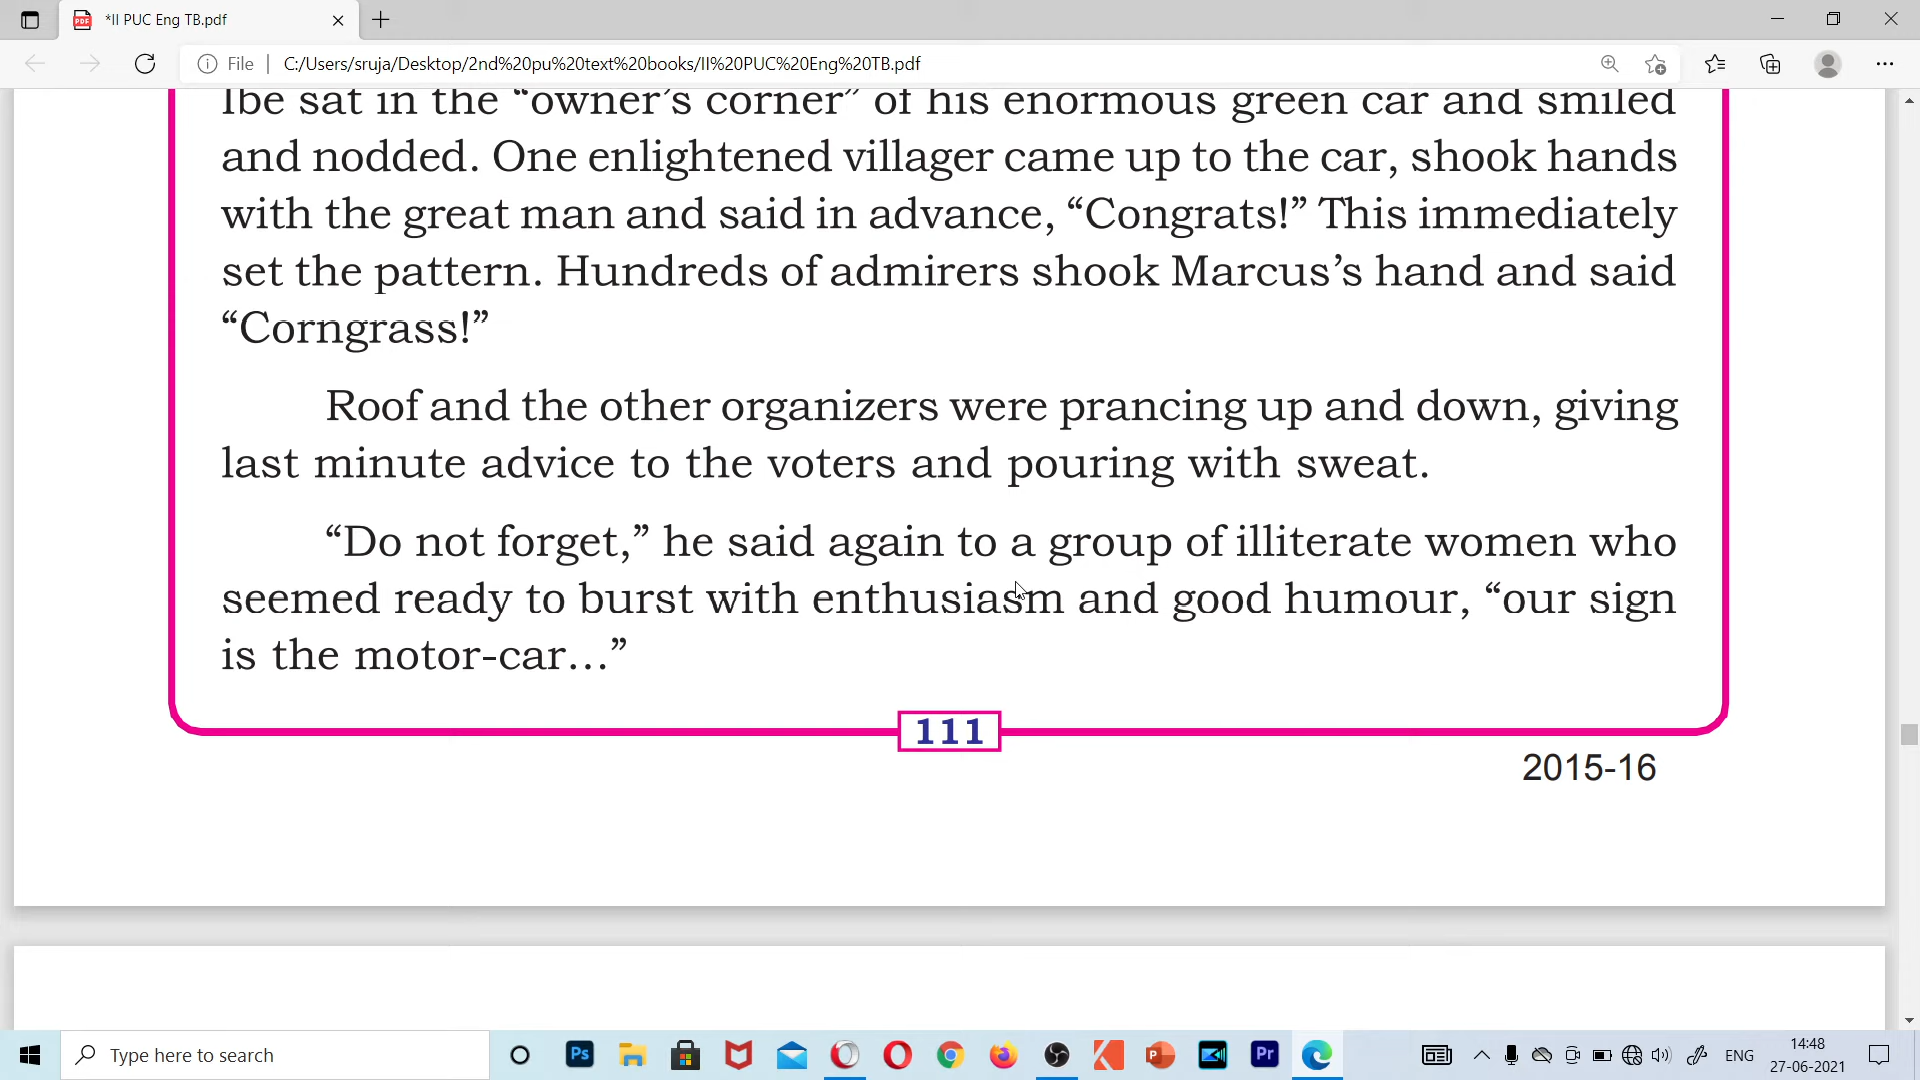 *II PUC Eng TB.pdf
File
C:/Users/sruja/Desktop/2nd%20pu%20text%20books/II%20PUC%20Eng%20TB.pdf
Ibe sat in the “owner’s corner” of his enormous green car and smiled
and nodded. One enlightened villager came up to the car, shook hands
with the great man and said in advance, “Congrats!” This immediately
set the pattern. Hundreds of admirers shook Marcus’s hand and said
“Corngrass!”
Roof and the other organizers were prancing up and down, giving
last minute advice to the voters and pouring with sweat.
“Do not forget,” he said again to a group of illiterate women who
seemed ready to burst with enthusiasm and good humour, “our sign
is the motor-car...”
111
2015-16
Type here to search
Ps
Pr
ENG
14:48
27-06-2021